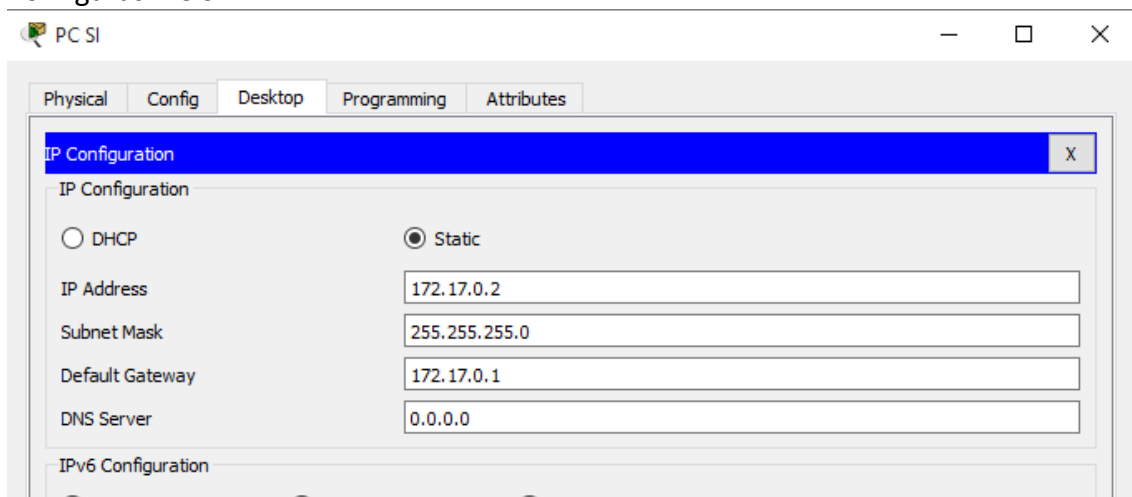 PC SI
Physical Config Desktop Programming Attributes
IP Configuration X
IP Configuration
DHCP Static
IP Address 172.17.0.2
Subnet Mask 255.255.255.0
Default Gateway 172.17.0.1
DNS Server 0.0.0.0
IPv6 Configuration